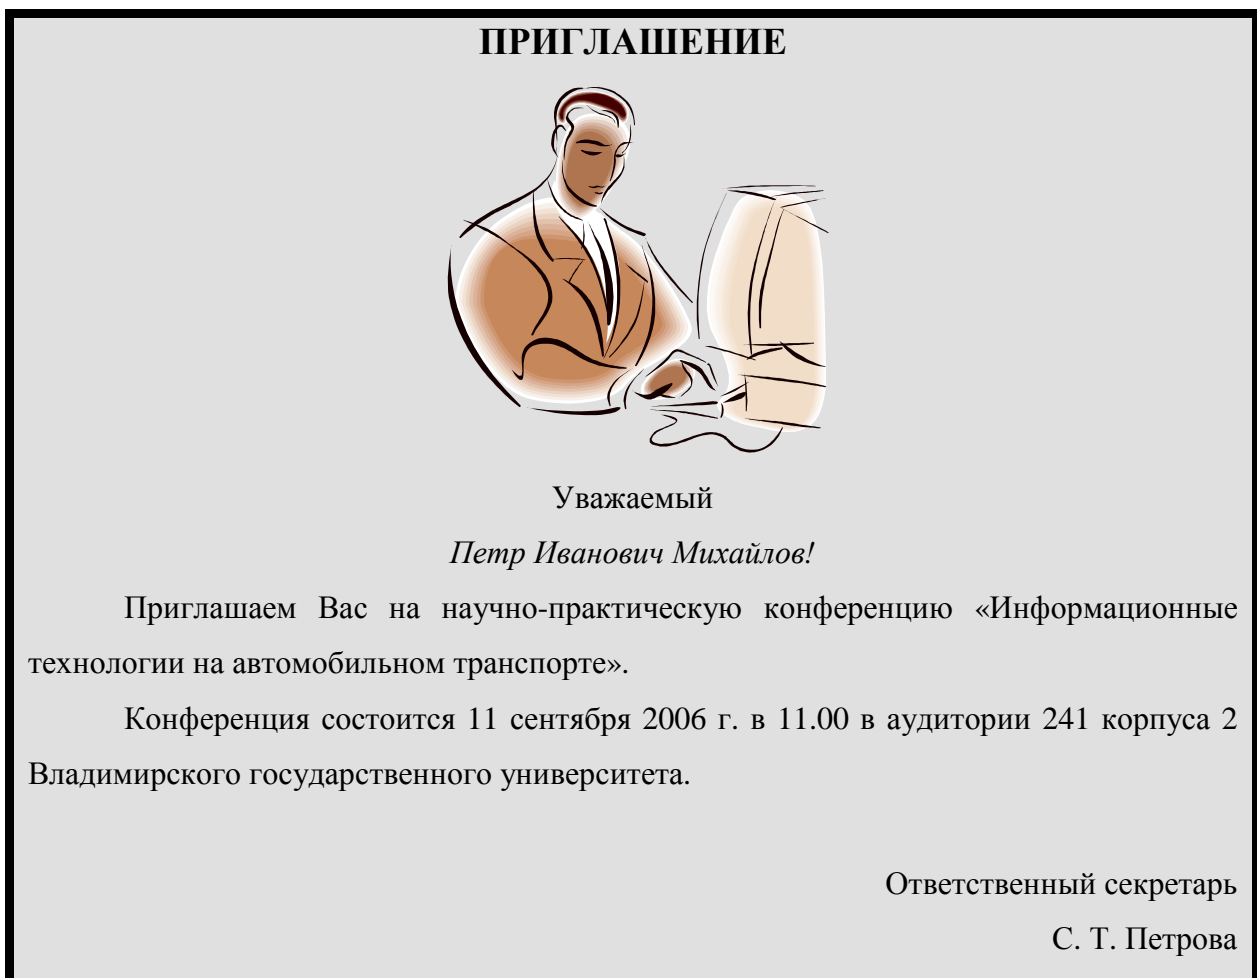 ПРИГЛАШЕНИЕ
Уважаемый
Петр Иванович Михайлов!
Приглашаем Вас на научно-практическую конференцию «Информационные
технологии на автомобильном транспорте».
Конференция состоится 11 сентября 2006 г. в 11.00 в аудитории 241 корпуса 2
Владимирского государственного университета.
Ответственный секретарь
С. Т. Петрова